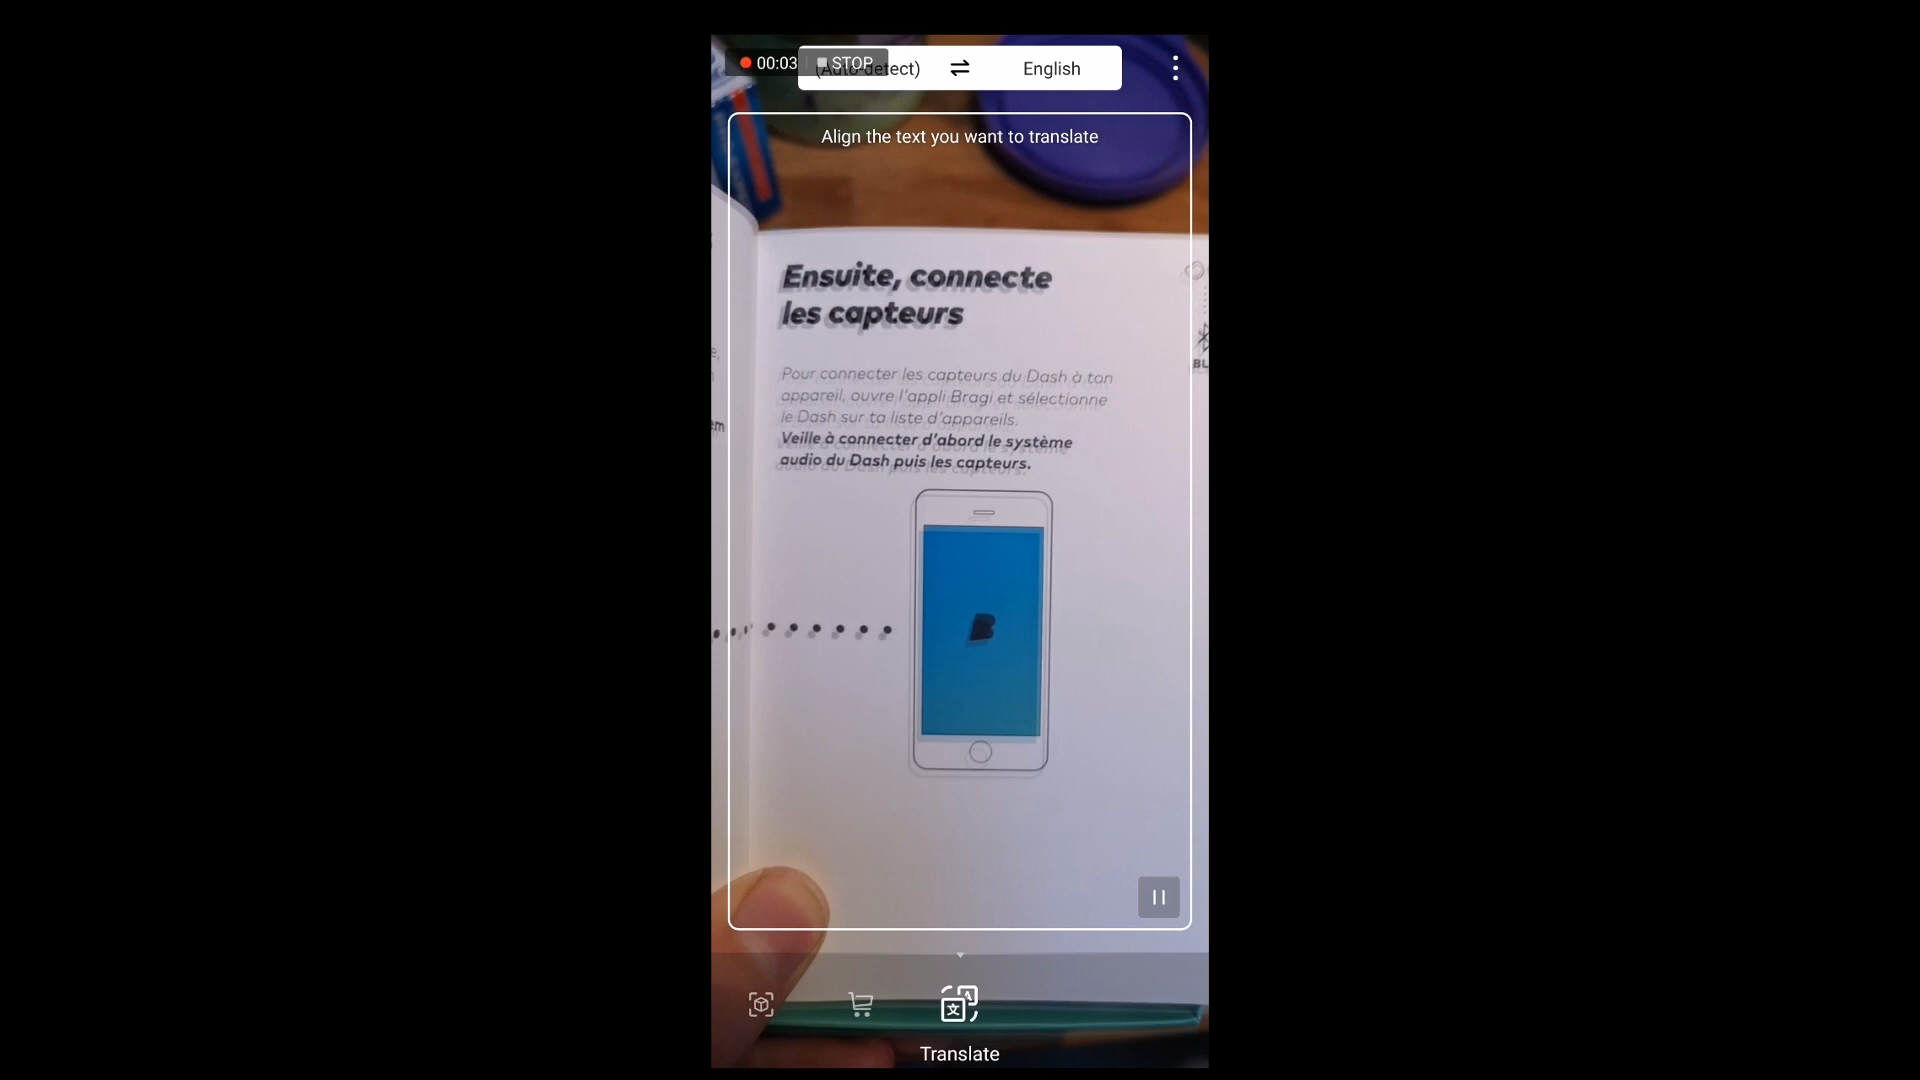 00:03
STOP
(Auto detect)
English
Align the text you want to translate
Ensuite, connecte
les capteurs
Pour connecter les capteurs du Dash à ton
appareil, ouvre l'appli Bragi et sélectionne
le Dash sur ta liste d'appareils.
Veille à connecter d'abord le système
audio du Dash puis les capteurs.
B
BL
e,
em
Translate